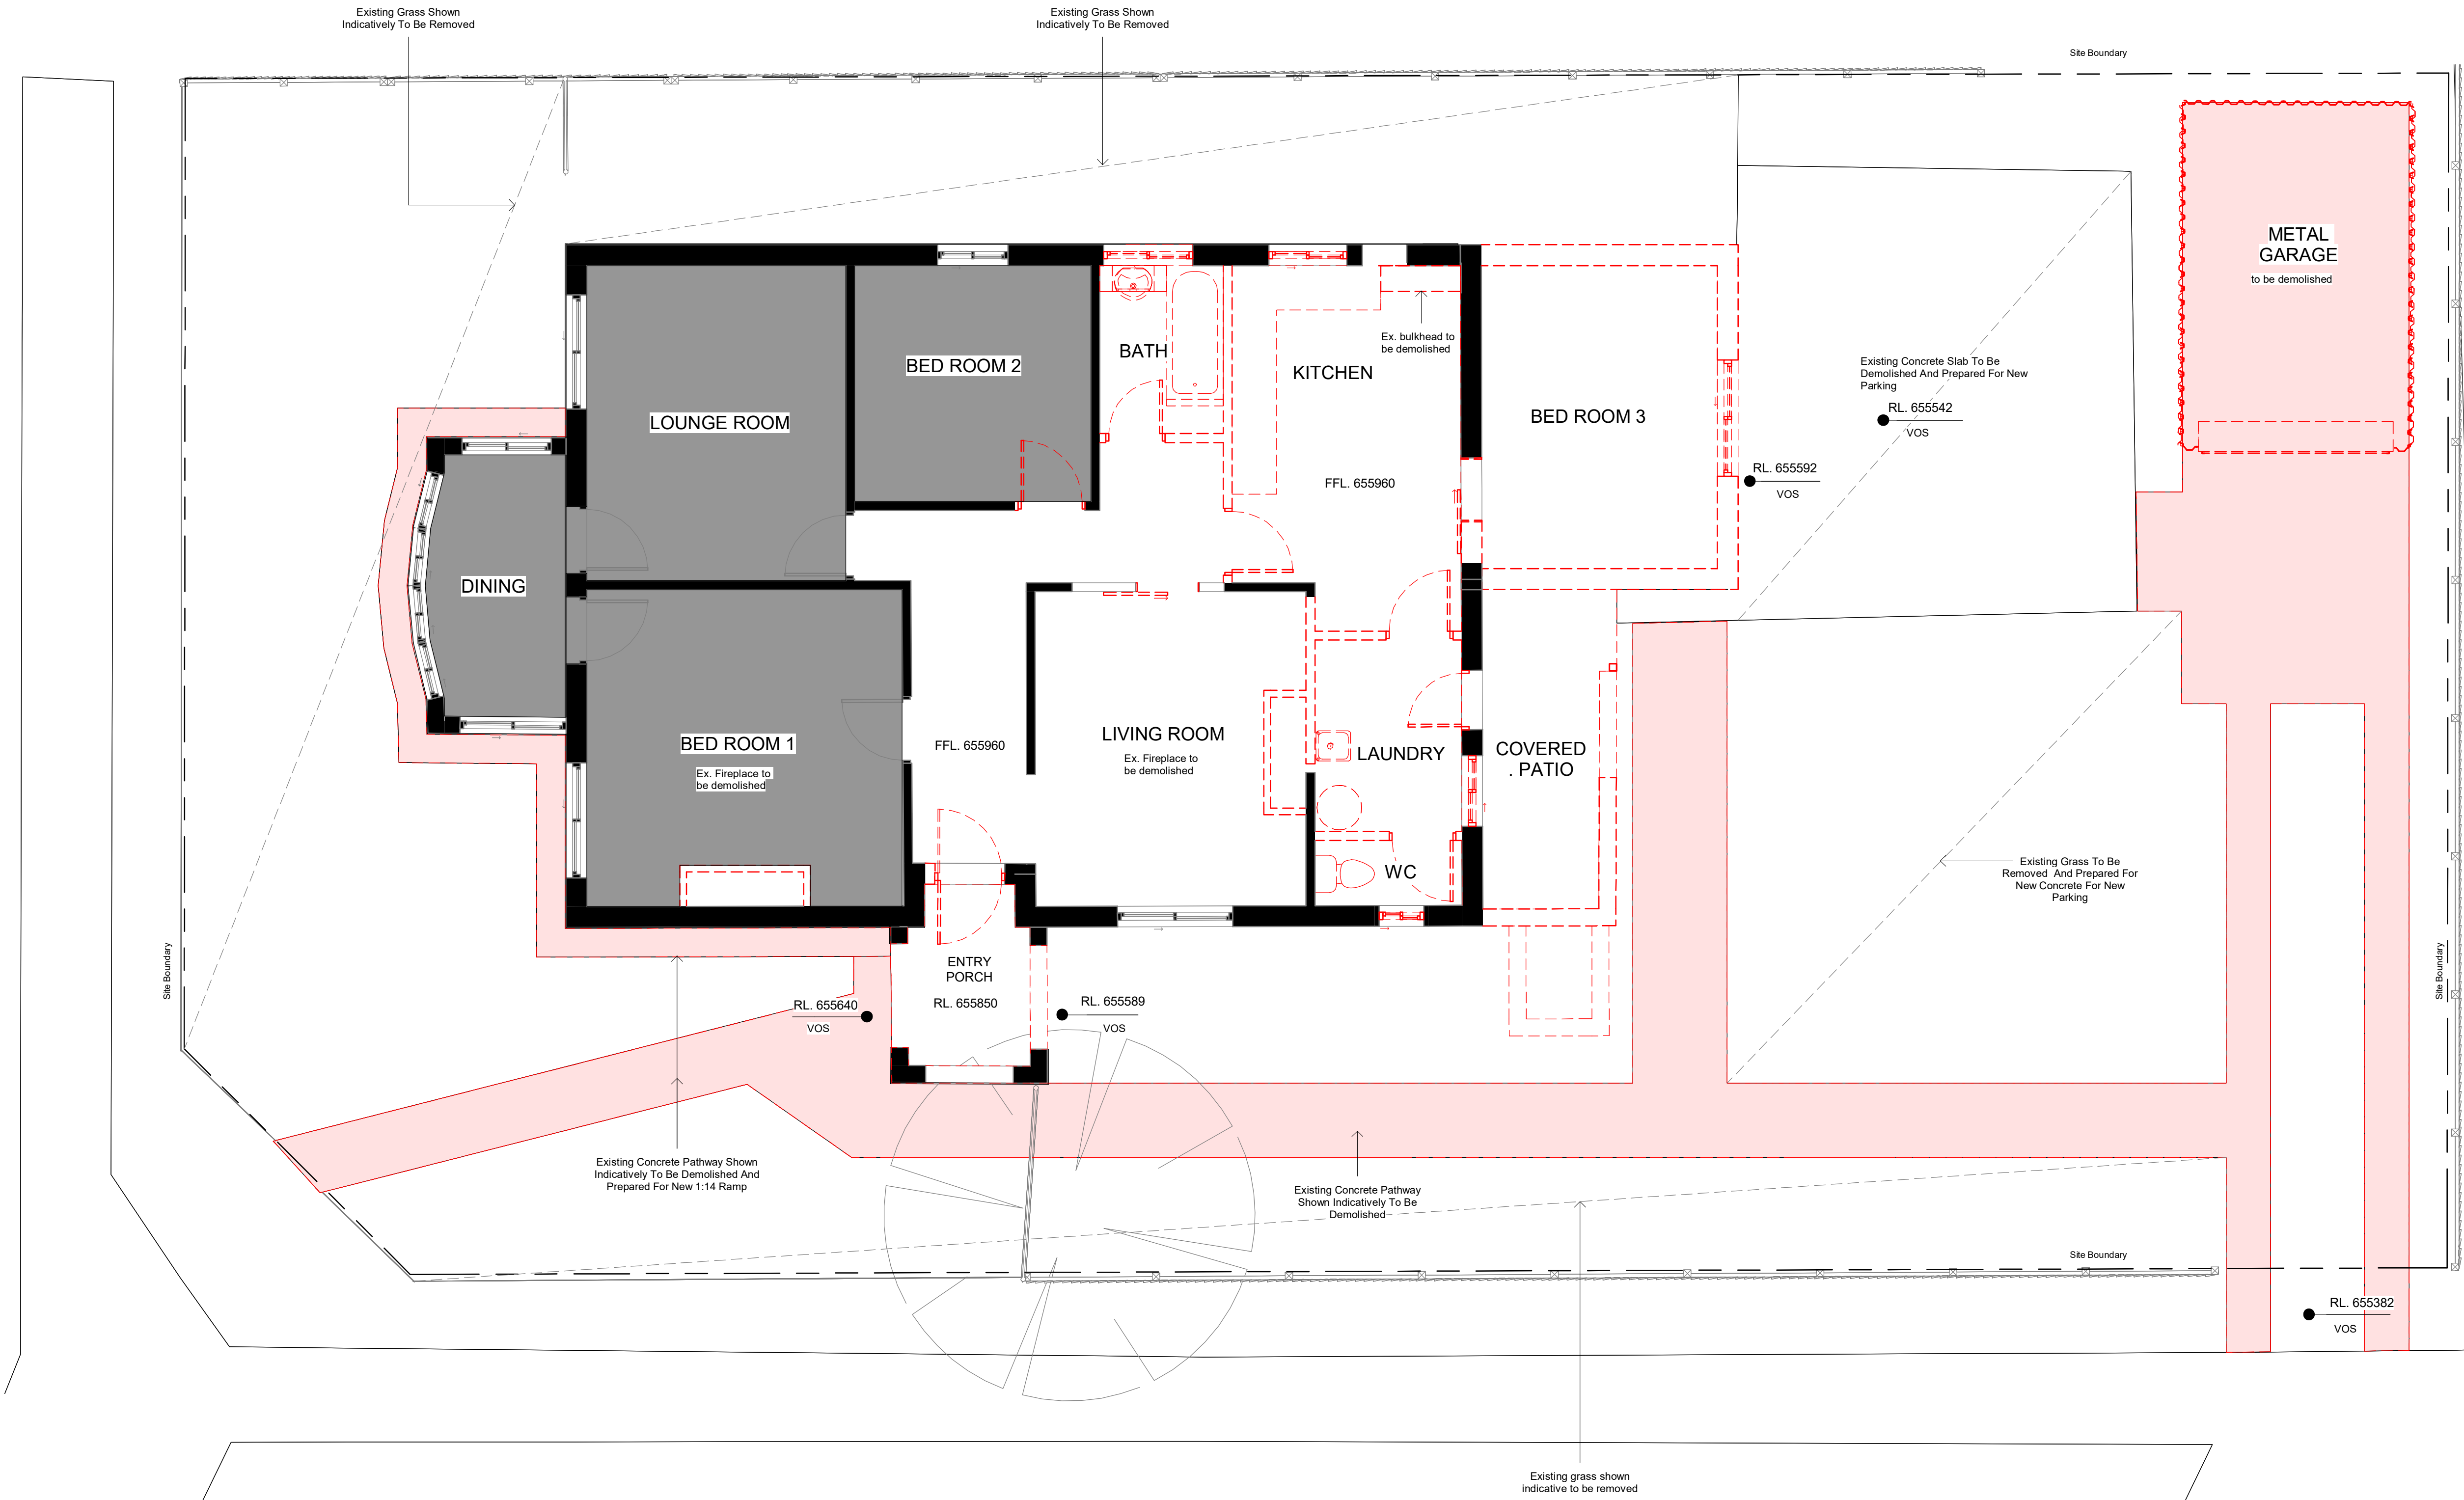 Existing Grass Shown
Indicatively To Be Removed
Existing Grass Shown
Indicatively To Be Removed
Site Boundary
METAL
GARAGE
to be demolished
BED ROOM 2
BATH
KITCHEN
Ex. bulkhead to
be demolished
LOUNGE ROOM
BED ROOM 3
Existing Concrete Slab To Be
Demolished And Prepared For New
Parking
RL. 655542
VOS
FFL. 655960
RL. 655592
VOS
DINING
BED ROOM 1
Ex. Fireplace to
be demolished
FFL. 655960
LIVING ROOM
Ex. Fireplace to
be demolished
LAUNDRY
COVERED
. PATIO
WC
Existing Grass To Be
Removed And Prepared For
New Concrete For New
Parking
Site Boundary
Site Boundary
ENTRY
PORCH
RL. 655850
RL. 655640
VOS
RL. 655589
VOS
Existing Concrete Pathway Shown
Indicatively To Be Demolished And
Prepared For New 1:14 Ramp
Existing Concrete Pathway
Shown Indicatively To Be
Demolished
Site Boundary
RL. 655382
VOS
Existing grass shown
indicative to be removed